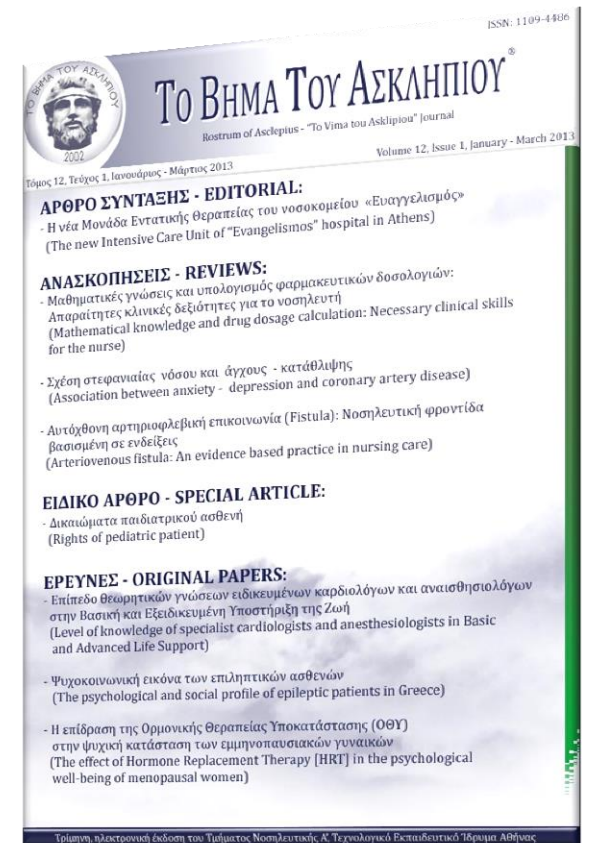 ISSN: 1109-4486
ΤΟ ΒΗΜΑ ΤΟΥ ΑΣΚΛΗΠΙΟΥ
2002
ΤΟ ΒΗΜΑ ΤΟΥ ΑΣΚΛΗΠΙΟΥ®
Rostrum of Asclepius - "To Vima tou Asklipiou" Journal
Τόμος 12, Τεύχος 1, Ιανουάριος - Μάρτιος 2013
Volume 12, Issue 1, January - March 2013
ΑΡΘΡΟ ΣΥΝΤΑΞΗΣ - EDITORIAL:
- Η νέα Μονάδα Εντατικής Θεραπείας του νοσοκομείου «Ευαγγελισμός»
(The new Intensive Care Unit of "Evangelismos" hospital in Athens)
ΑΝΑΣΚΟΠΗΣΕΙΣ - REVIEWS:
- Μαθηματικές γνώσεις και υπολογισμός φαρμακευτικών δοσολογιών:
Απαραίτητες κλινικές δεξιότητες για το νοσηλευτή
(Mathematical knowledge and drug dosage calculation: Necessary clinical skills
for the nurse)
- Σχέση στεφανιαίας νόσου και άγχους - κατάθλιψης
(Association between anxiety - depression and coronary artery disease)
- Αυτόχθονη αρτηριοφλεβική επικοινωνία (Fistula): Νοσηλευτική φροντίδα
βασισμένη σε ενδείξεις
(Arteriovenous fistula: An evidence based practice in nursing care)
ΕΙΔΙΚΟ ΑΡΘΡΟ - SPECIAL ARTICLE:
- Δικαιώματα παιδιατρικού ασθενή
(Rights of pediatric patient)
ΕΡΕΥΝΕΣ - ORIGINAL PAPERS:
- Επίπεδο θεωρητικών γνώσεων ειδικευμένων καρδιολόγων και αναισθησιολόγων
στην Βασική και Εξειδικευμένη Υποστήριξη της Ζωή
(Level of knowledge of specialist cardiologists and anesthesiologists in Basic
and Advanced Life Support)
- Ψυχοκοινωνική εικόνα των επιληπτικών ασθενών
(The psychological and social profile of epileptic patients in Greece)
- Η επίδραση της Ορμονικής Θεραπείας Υποκατάστασης (ΟΘΥ)
στην ψυχική κατάσταση των εμμηνοπαυσιακών γυναικών
(The effect of Hormone Replacement Therapy [HRT] in the psychological
well-being of menopausal women)
Τρίμηνη, ηλεκτρονική έκδοση του Τμήματος Νοσηλευτικής Α', Τεχνολογικό Εκπαιδευτικό Ίδρυμα Αθήνας